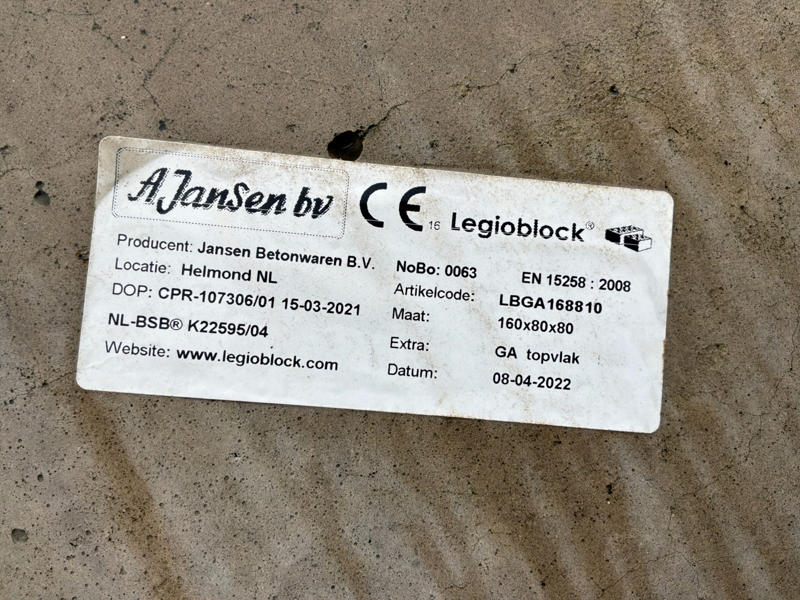 A Jansen bv CE 16 Legioblock®
Producent: Jansen Betonwaren B.V. NoBo: 0063 EN 15258 : 2008
Locatie: Helmond NL Artikelcode: LBGA168810
DOP: CPR-107306/01 15-03-2021 Maat: 160x80x80
NL-BSB® K22595/04 Extra: GA topvlak
Website: www.legioblock.com Datum: 08-04-2022